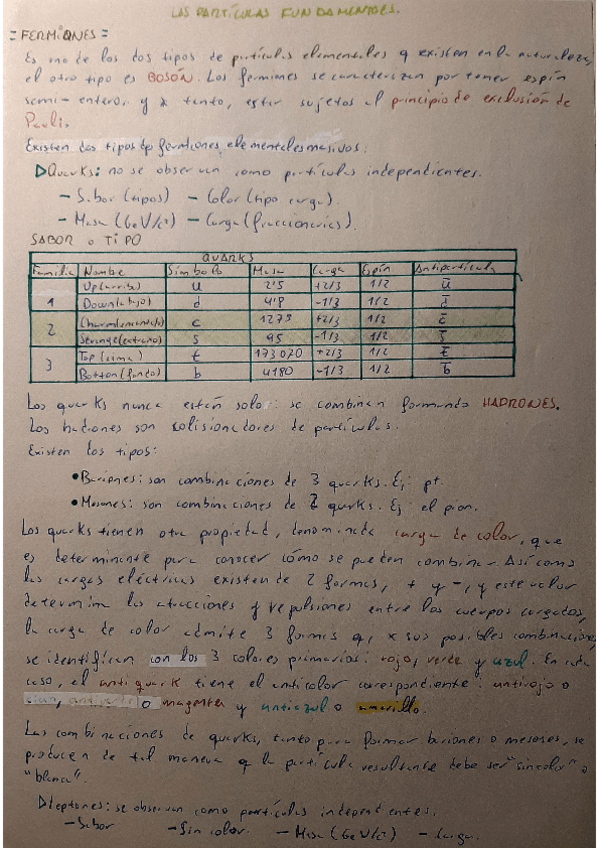 LAS PARTÍCULAS FUNDAMENTALES.
= FERMIONES =
Es uno de los dos tipos de partículas elementales q existen en la naturaleza,
el otro tipo es BOSÓN. Los fermiones se caracterizan por tener espín
semi-entero, y x tanto, estar sujetos al principio de exclusión de
Pauli.
Existen dos tipos de fermiones elementales masivos:
Quarks: no se observan como partículas independientes.
- Sabor (tipos) - Color (tipo carga).
- Masa (GeV/c²) - Carga (fraccionarias).
SABOR o TIPO
QUARKS
Familia Nombre Símbolo Masa Carga Espín Antipartícula
1 Up (arriba) u 2'5 +2/3 1/2 ū
Down (abajo) d 4'8 -1/3 1/2 d̄
2 Charm (encanto) c 1275 +2/3 1/2 c̄
Strange (extraño) s 95 -1/3 1/2 s̄
3 Top (cima) t 173070 +2/3 1/2 t̄
Botton (fondo) b 4180 -1/3 1/2 b̄
Los quarks nunca están solos: se combinan formando HADRONES.
Los hadrones son colisionadores de partículas.
Existen dos tipos:
• Bariones: son combinaciones de 3 quarks. Ej:
• Mesones: son combinaciones de 2 quarks. Ej: el pion.
Los quarks tienen otra propiedad, denominada carga de color, que
es determinante para conocer cómo se pueden combinar. Así como
las cargas eléctricas existen de 2 formas, + y -, y este valor
determina las atracciones y repulsiones entre los cuerpos cargados,
la carga de color admite 3 formas q, x sus posibles combinaciones,
se identifican con los 3 colores primarios: rojo, verde y azul. En cada
caso, el antiquark tiene el anticolor correspondiente: antirojo o
cian, antiverde o magenta y antiazul o amarillo.
Las combinaciones de quarks, tanto para formar bariones o mesones, se
producen de tal manera q la partícula resultante debe ser "sin color" o
"blanca".
Leptones: se observan como partículas independientes.
- Sabor - Sin color. - Masa (GeV/c²) - Carga.